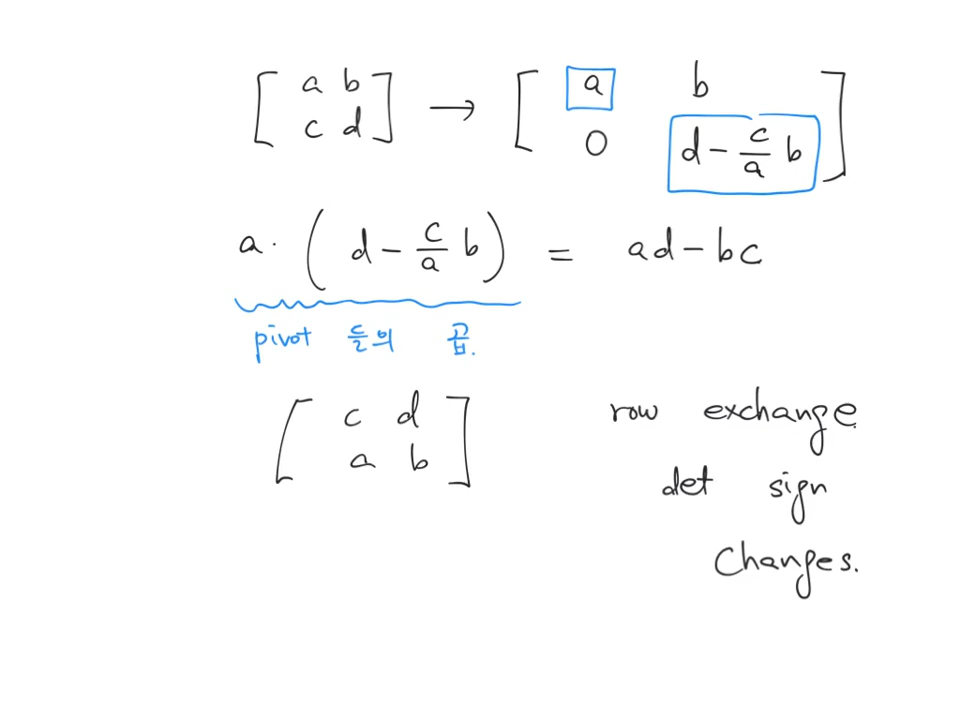 [ a b
c d ] → [ a b
0 d - c/a b ]
a · ( d - c/a b ) = ad - bc
pivot 들의 곱.
[ c d
a b ]
row exchange
det sign
changes.